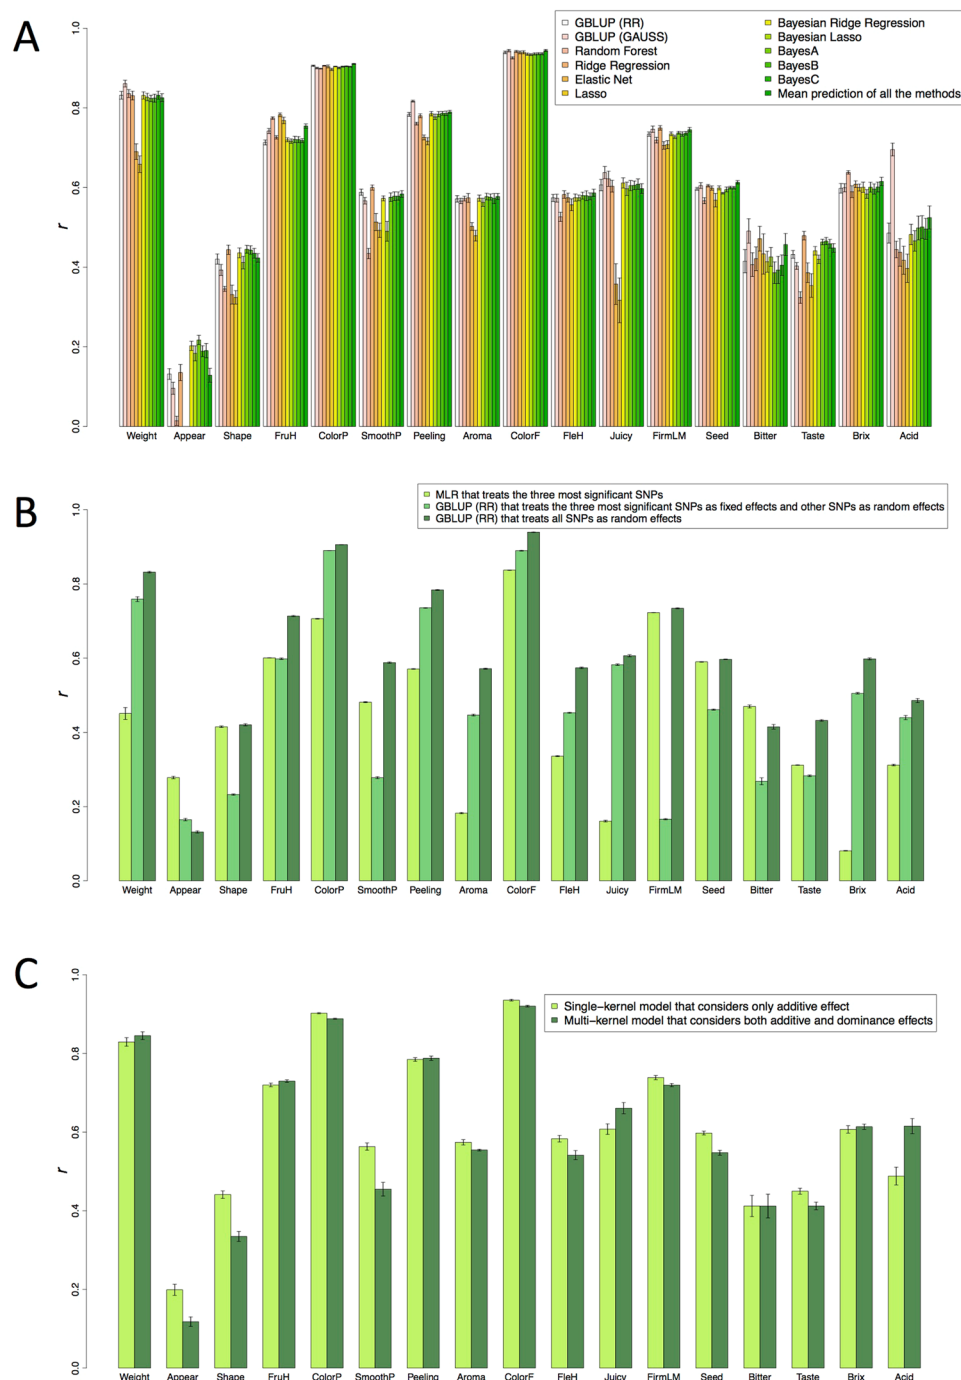 A
GBLUP (RR)
GBLUP (GAUSS)
Random Forest
Ridge Regression
Elastic Net
Lasso
Bayesian Ridge Regression
Bayesian Lasso
BayesA
BayesB
BayesC
Mean prediction of all the methods
1.0
0.8
0.6
0.4
0.2
0.0
r
Weight Appear Shape FruH ColorP SmoothP Peeling Aroma ColorF FleH Juicy FirmLM Seed Bitter Taste Brix Acid
B
MLR that treats the three most significant SNPs
GBLUP (RR) that treats the three most significant SNPs as fixed effects and other SNPs as random effects
GBLUP (RR) that treats all SNPs as random effects
1.0
0.8
0.6
0.4
0.2
0.0
r
Weight Appear Shape FruH ColorP SmoothP Peeling Aroma ColorF FleH Juicy FirmLM Seed Bitter Taste Brix Acid
C
Single-kernel model that considers only additive effect
Multi-kernel model that considers both additive and dominance effects
1.0
0.8
0.6
0.4
0.2
0.0
r
Weight Appear Shape FruH ColorP SmoothP Peeling Aroma ColorF FleH Juicy FirmLM Seed Bitter Taste Brix Acid